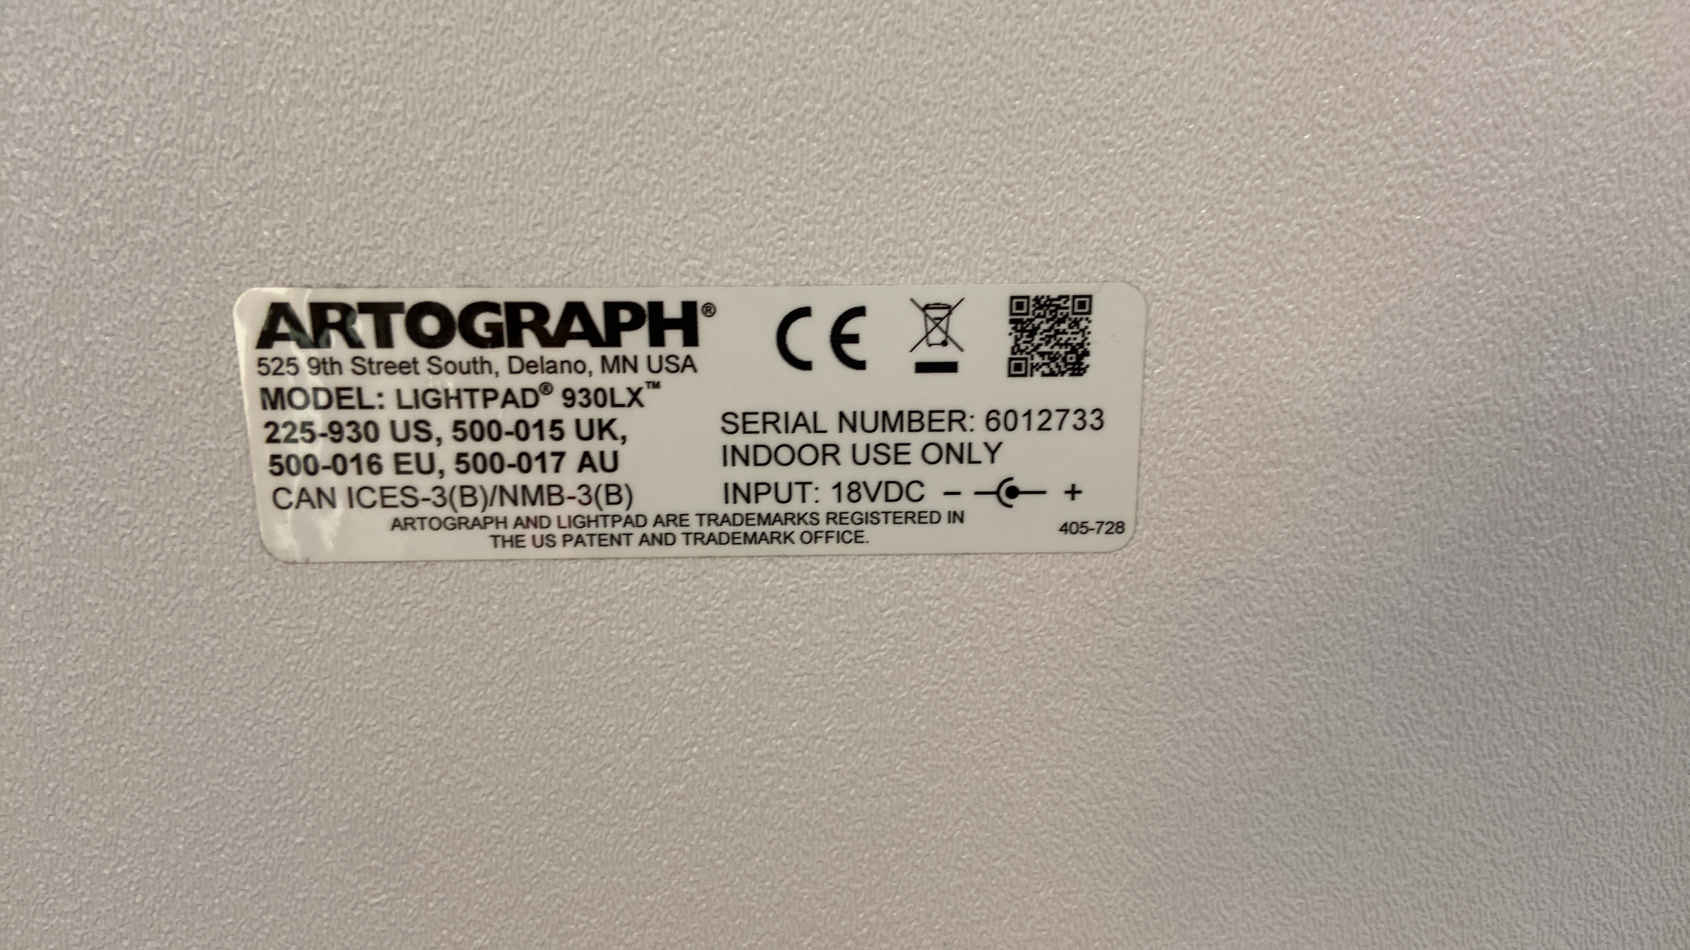 ARTOGRAPH®
525 9th Street South, Delano, MN USA
MODEL: LIGHTPAD® 930LX™
225-930 US, 500-015 UK,
500-016 EU, 500-017 AU
CAN ICES-3(B)/NMB-3(B)
CE
SERIAL NUMBER: 6012733
INDOOR USE ONLY
INPUT: 18VDC - +
ARTOGRAPH AND LIGHTPAD ARE TRADEMARKS REGISTERED IN
THE US PATENT AND TRADEMARK OFFICE.
405-728